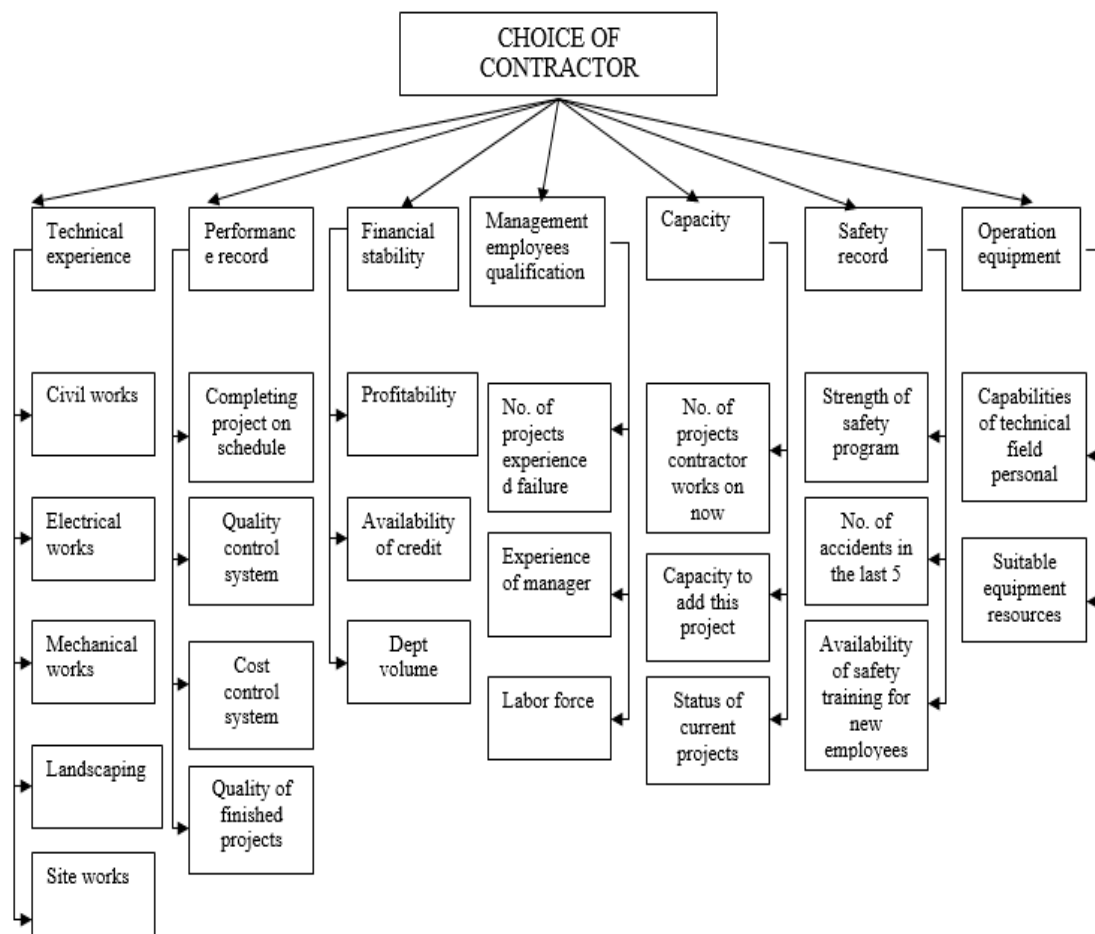 CHOICE OF
CONTRACTOR
Technical
experience
Performanc
e record
Financial
stability
Management
employees
qualification
Capacity
Safety
record
Operation
equipment
Civil works
Electrical
works
Mechanical
works
Landscaping
Site works
Completing
project on
schedule
Quality
control
system
Cost
control
system
Quality of
finished
projects
Profitability
Availability
of credit
Dept
volume
No. of
projects
experience
d failure
Experience
of manager
Labor force
No. of
projects
contractor
works on
now
Capacity to
add this
project
Status of
current
projects
Strength of
safety
program
No. of
accidents in
the last 5
Availability
of safety
training for
new
employees
Capabilities
of technical
field
personal
Suitable
equipment
resources